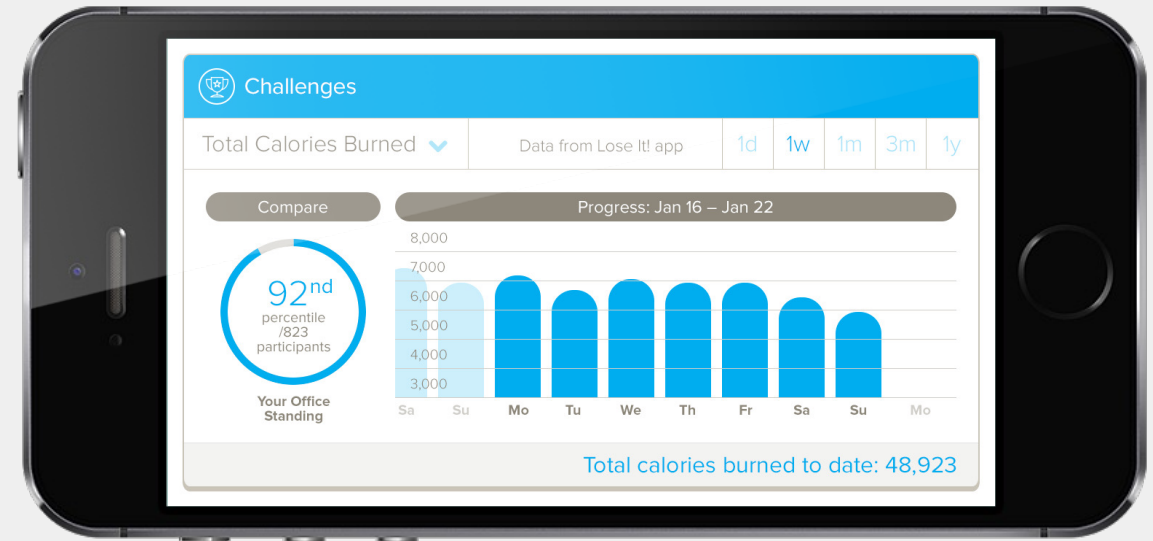 Challenges
Total Calories Burned
Data from Lose It! app
1d
1w
1m
3m
1y
Compare
Progress: Jan 16 – Jan 22
92nd
percentile
/823
participants
Your Office
Standing
8,000
7,000
6,000
5,000
4,000
3,000
Sa
Su
Mo
Tu
We
Th
Fr
Sa
Su
Mo
Total calories burned to date: 48,923